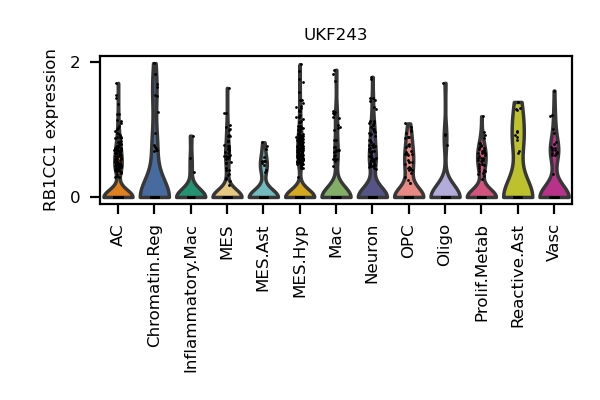 UKF243
RB1CC1 expression
2
0
AC
Chromatin.Reg
Inflammatory.Mac
MES
MES.Ast
MES.Hyp
Mac
Neuron
OPC
Oligo
Prolif.Metab
Reactive.Ast
Vasc